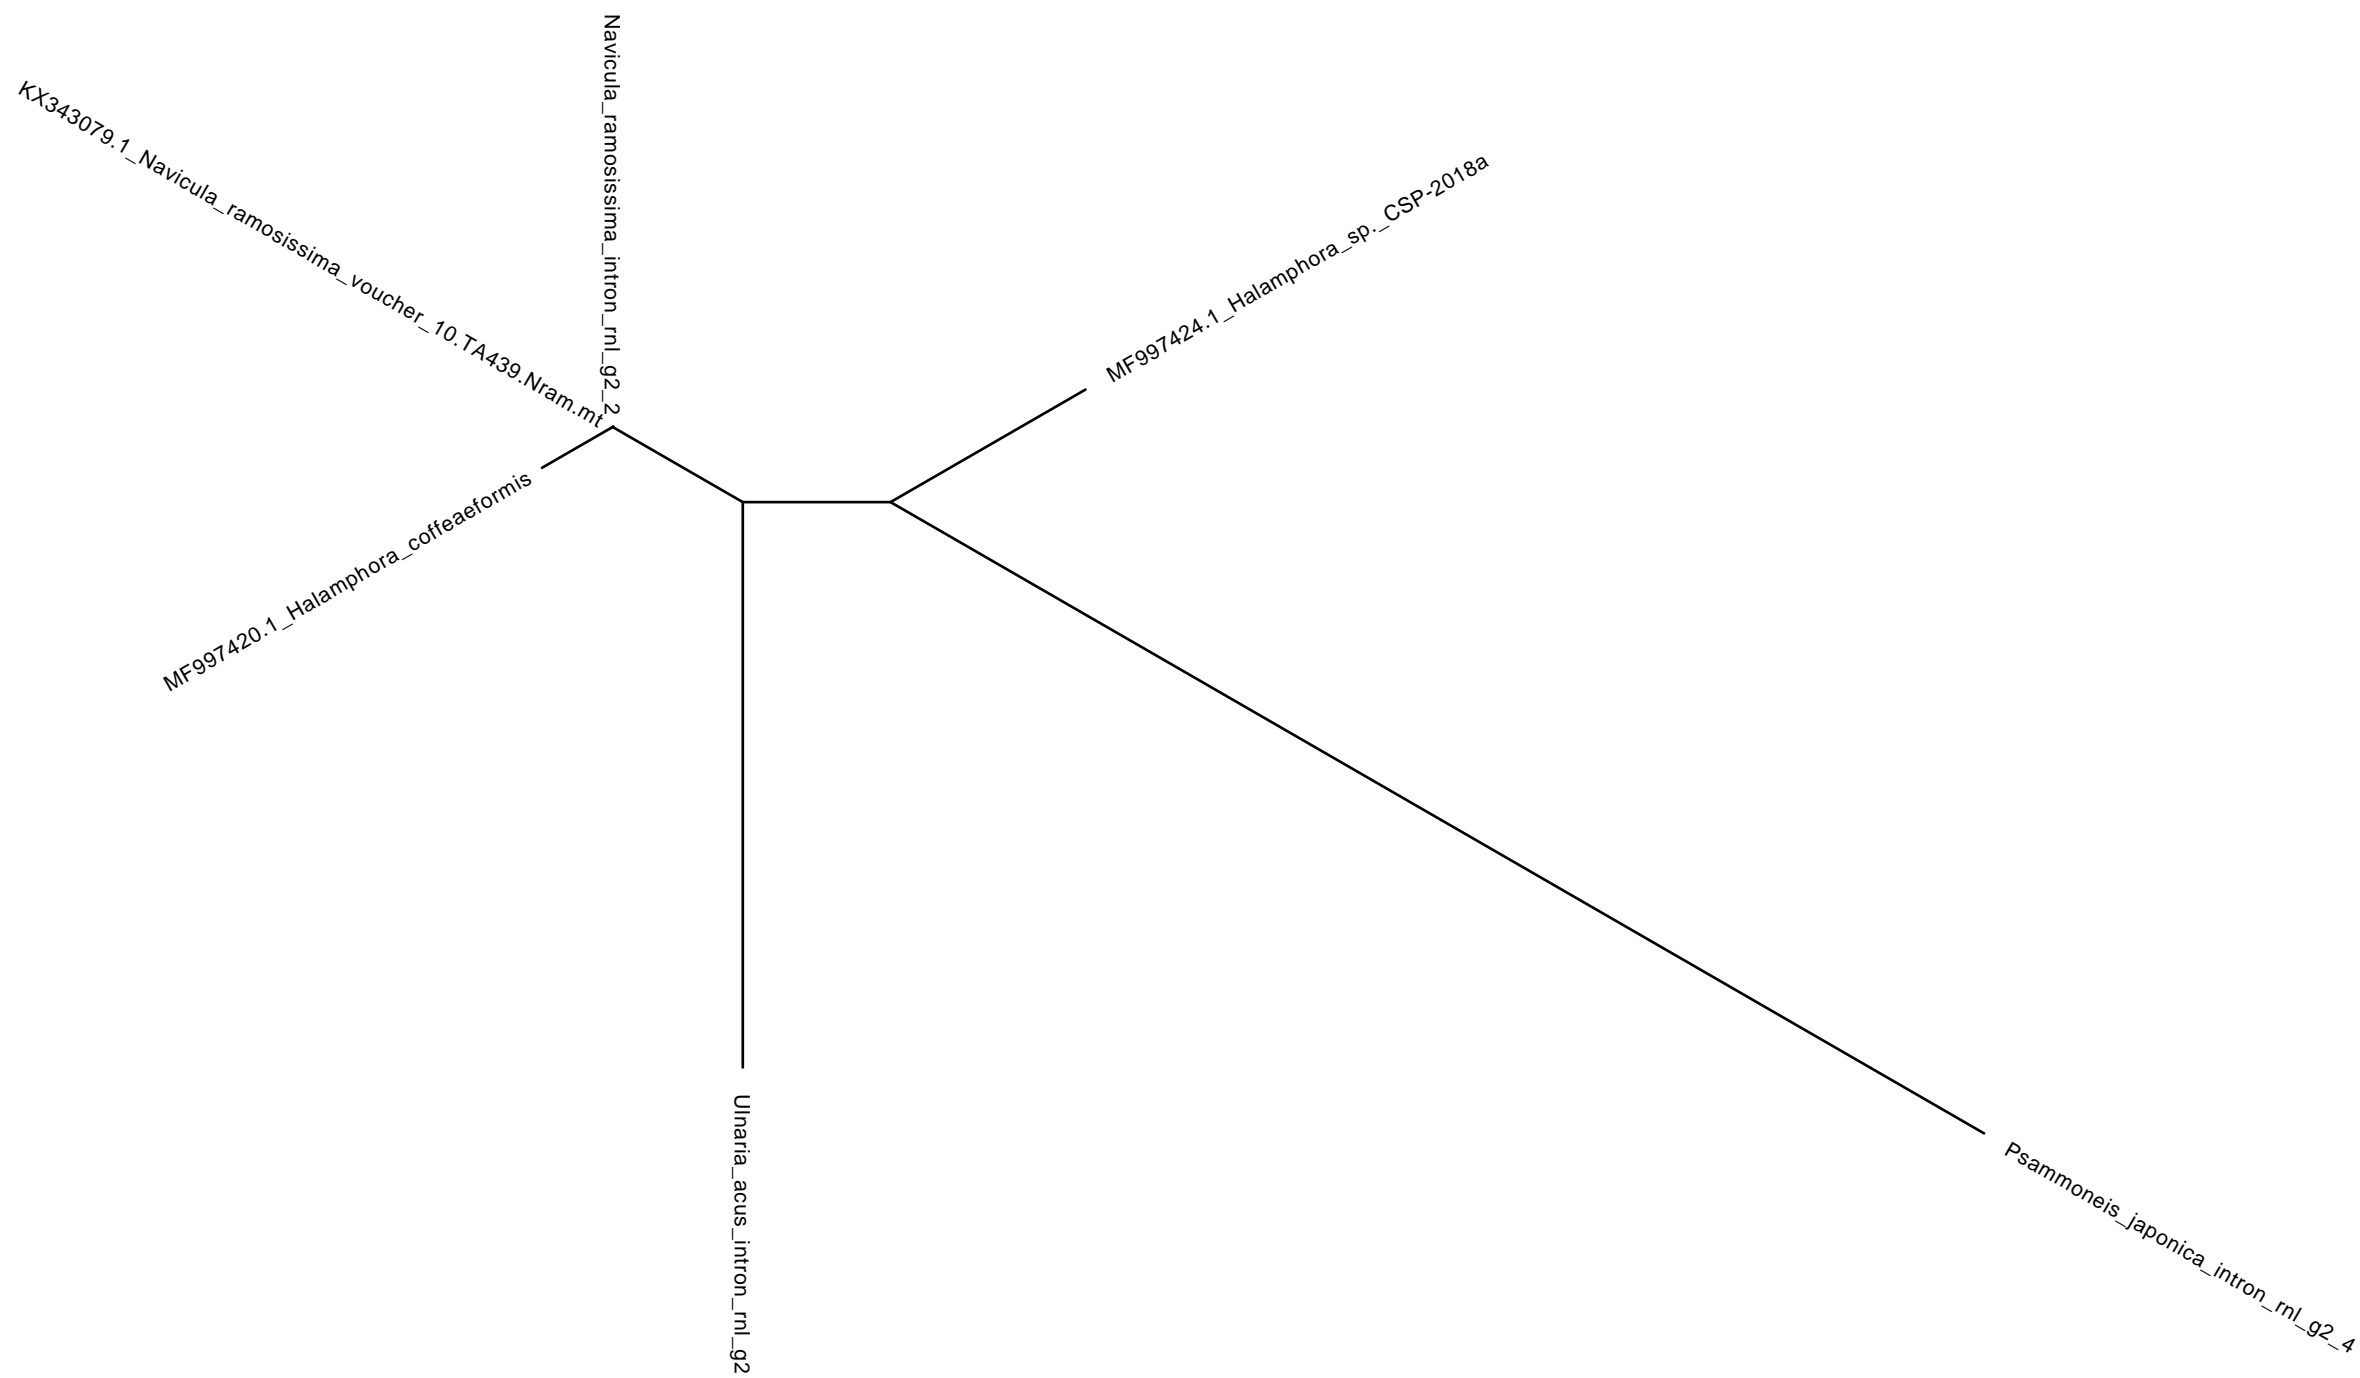 Navicula_ramosissima_intron_rnl_g2_2
KX343079.1_Navicula_ramosissima_voucher_10.TA439.Nram.mt
MF997424.1_Halamphora_sp._CSP-2018a
MF997420.1_Halamphora_coffeaeformis
Ulnaria_acus_intron_rnl_g2
Psammoneis_japonica_intron_rnl_g2_4